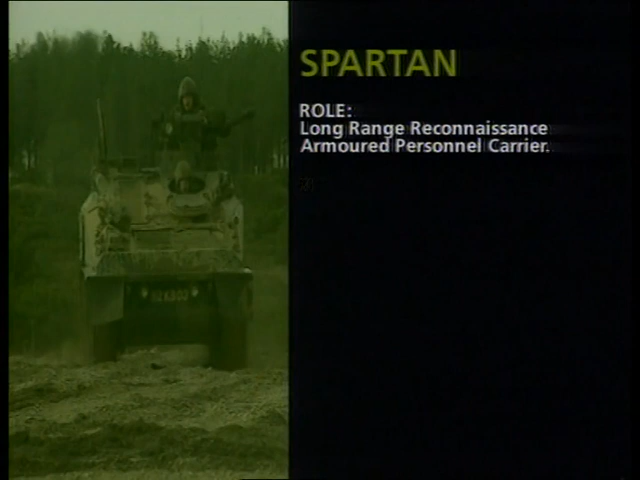 SPARTAN
ROLE:
Long Range Reconnaissance
Armoured Personnel Carrier.